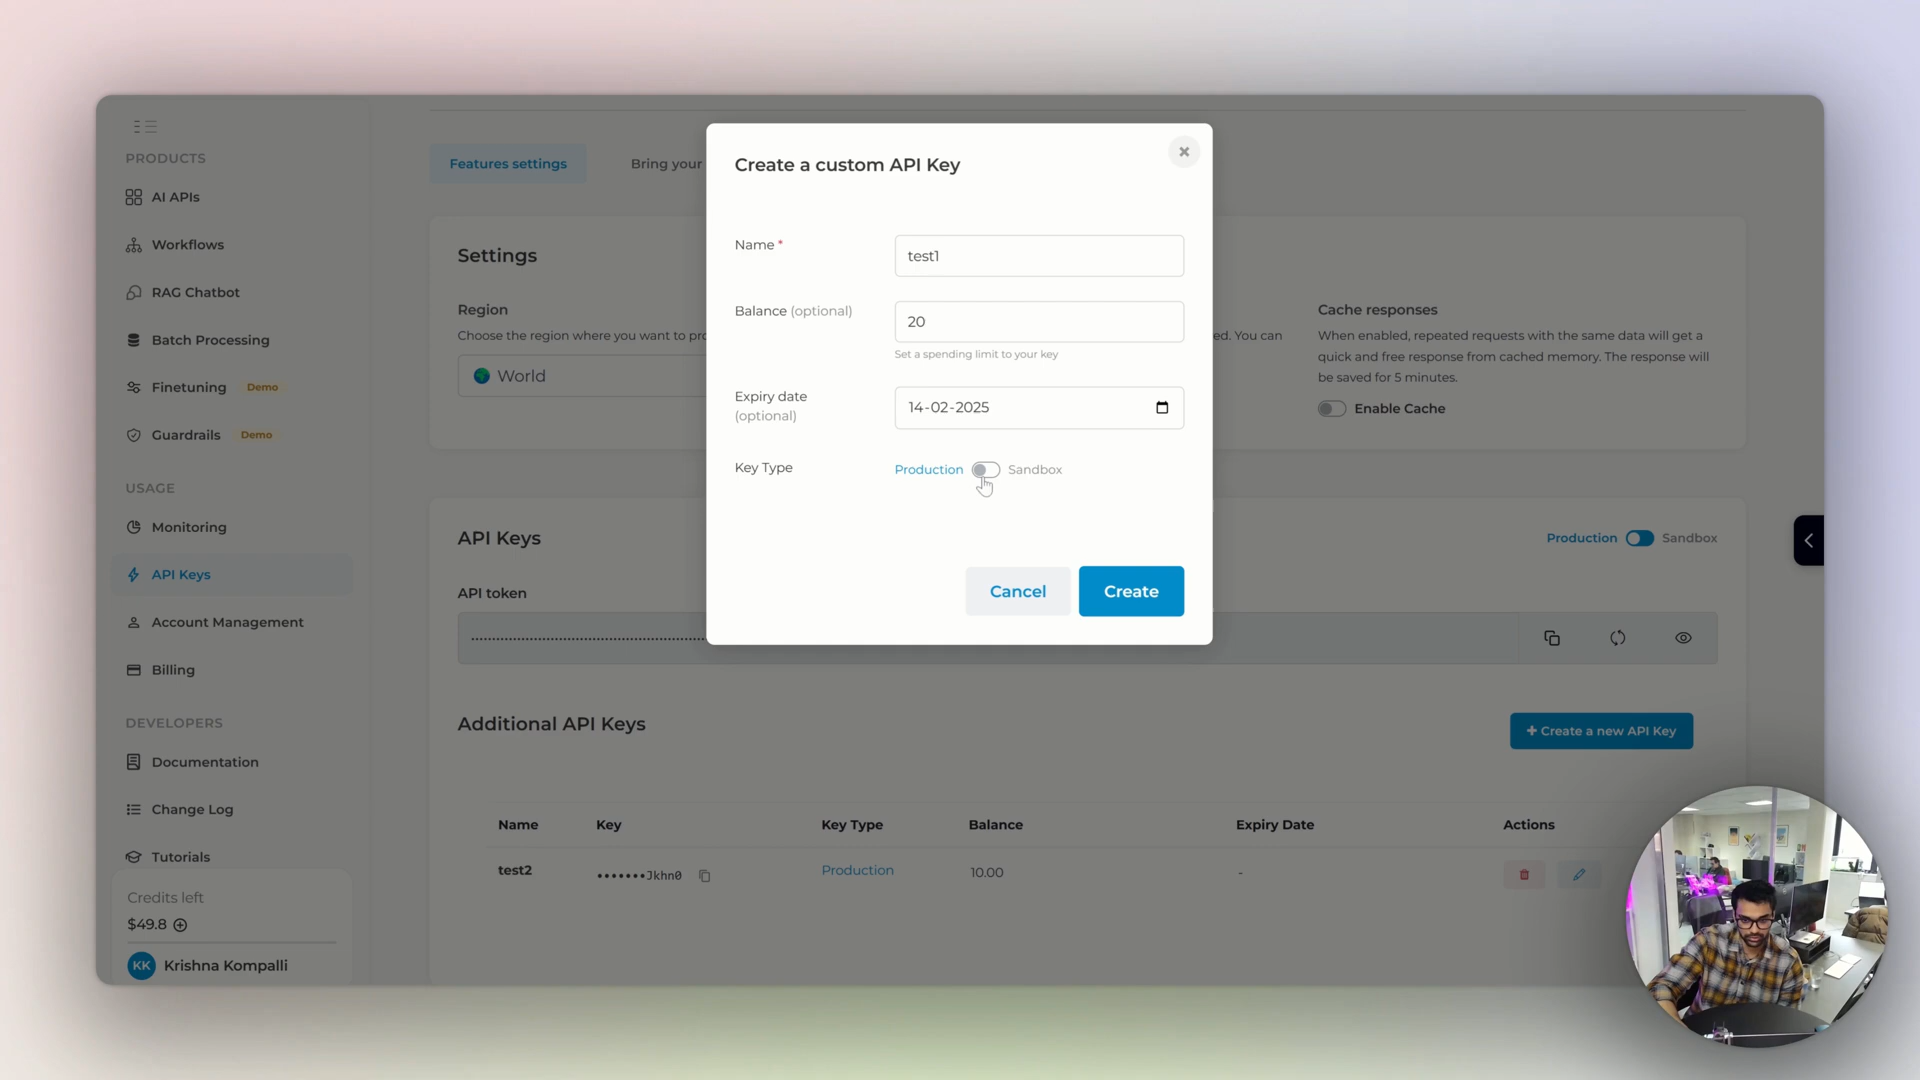 PRODUCTS
AI APIs
Workflows
RAG Chatbot
Batch Processing
Finetuning Demo
Guardrails Demo
USAGE
Monitoring
API Keys
Account Management
Billing
DEVELOPERS
Documentation
Change Log
Tutorials
Credits left
$49.8
KK Krishna Kompalli
Features settings
Bring your
Settings
Region
Choose the region where you want to pro
World
ed. You can
Cache responses
When enabled, repeated requests with the same data will get a
quick and free response from cached memory. The response will
be saved for 5 minutes.
Enable Cache
Create a custom API Key
Name *
test1
Balance (optional)
20
Set a spending limit to your key
Expiry date
(optional)
14-02-2025
Key Type
Production Sandbox
Cancel
Create
API Keys
Production Sandbox
API token
Additional API Keys
+ Create a new API Key
Name Key Key Type Balance Expiry Date Actions
test2 •••••••Jkhn0 Production 10.00 -